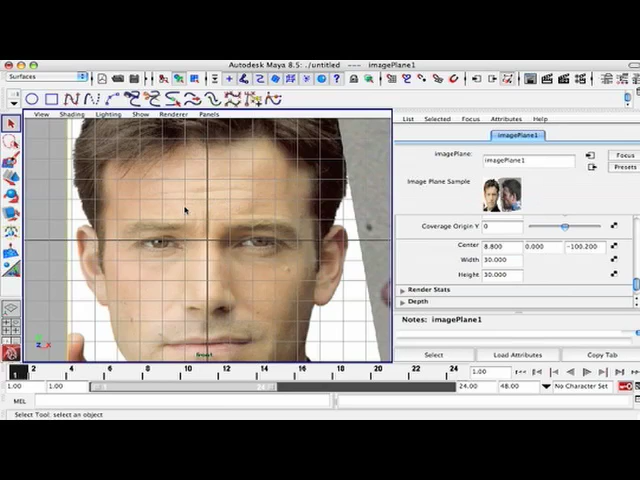 Autodesk Maya 8.5: ./untitled --- imagePlane1
Surfaces
View Shading Lighting Show Renderer Panels
List Selected Focus Attributes Help
imagePlane1
imagePlane: imagePlane1
Focus
Presets
Image Plane Sample
Coverage Origin Y 0
Center 8.800 0.000 -100.200
Width 30.000
Height 30.000
Render Stats
Depth
Notes: imagePlane1
Select Load Attributes Copy Tab
front
1 2 4 6 8 10 12 14 16 18 20 22 24 1.00
1.00 1.00 24.00 48.00 No Character Set
MEL
Select Tool: select an object